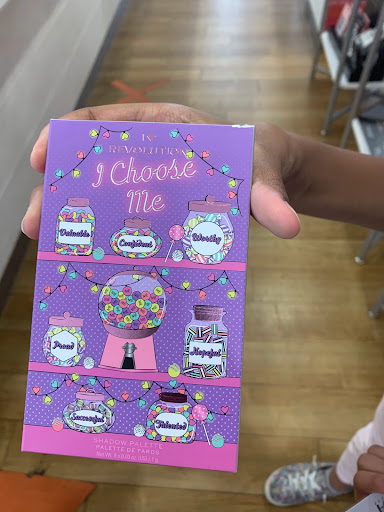 I ♥
REVOLUTION
I Choose
Me
Valuable
Confident
Worthy
Proud
Hopeful
Successful
Talented
SHADOW PALETTE
PALETTE DE FARDS